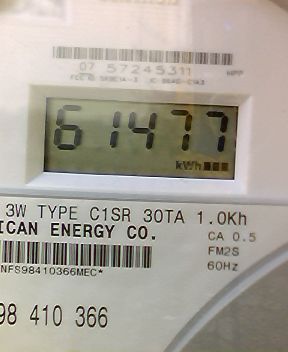 07 57245311
61477
kWh
3W TYPE C1SR 30TA 1.0Kh
ICAN ENERGY CO.
CA 0.5
FM2S
60Hz
NFS98410366MEC*
98 410 366